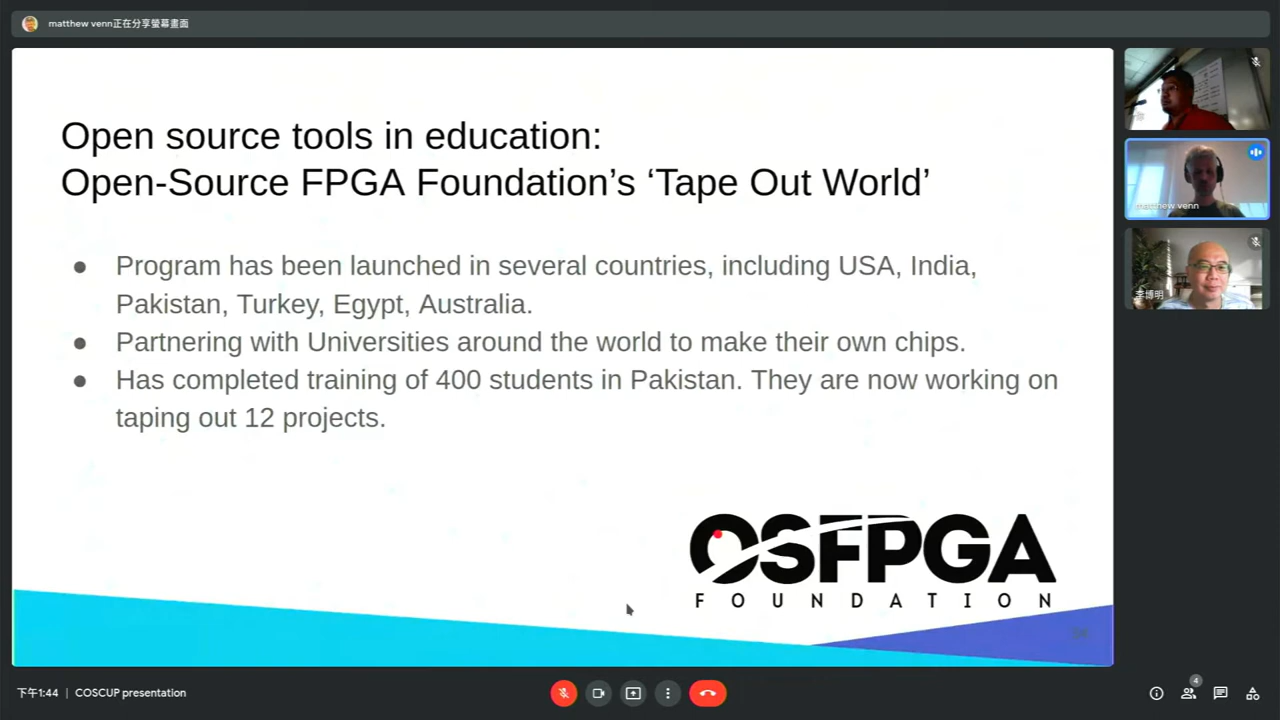 matthew venn正在分享螢幕畫面
Open source tools in education:
Open-Source FPGA Foundation’s ‘Tape Out World’
● Program has been launched in several countries, including USA, India,
Pakistan, Turkey, Egypt, Australia.
● Partnering with Universities around the world to make their own chips.
● Has completed training of 400 students in Pakistan. They are now working on
taping out 12 projects.
OSFPGA
FOUNDATION
matthew venn
李博明
下午1:44 | COSCUP presentation
4